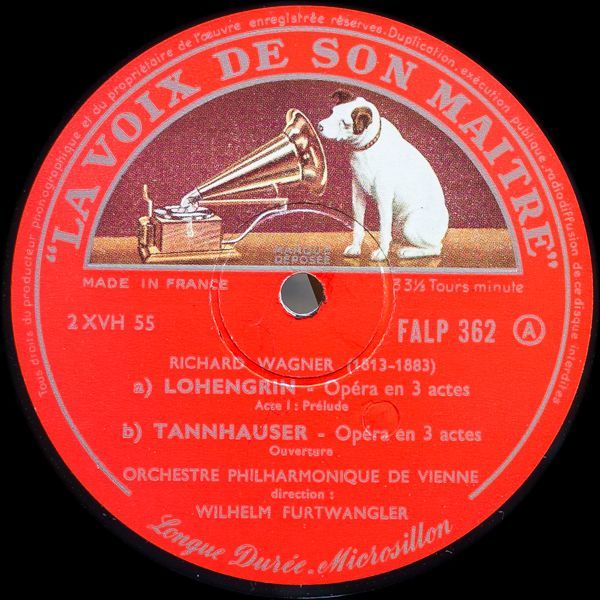 Tous droits du producteur phonographique et du propriétaire de l'œuvre enregistrée réservés. Duplication, exécution publique radiodiffusion de ce disque interdites
"LA VOIX DE SON MAITRE"
MARQUE
DÉPOSÉE
MADE IN FRANCE
33⅓ Tours minute
2 XVH 55
FALP 362 A
RICHARD WAGNER (1813-1883)
a) LOHENGRIN - Opéra en 3 actes
Acte I : Prélude
b) TANNHAUSER - Opéra en 3 actes
Ouverture
ORCHESTRE PHILHARMONIQUE DE VIENNE
direction :
WILHELM FURTWANGLER
Longue Durée. Microsillon